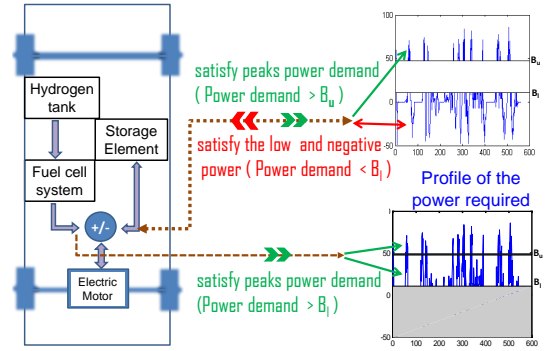 Hydrogen
tank
Storage
Element
Fuel cell
system
+/-
Electric
Motor
satisfy peaks power demand
( Power demand > Bu )
satisfy the low and negative
power ( Power demand < Bl )
satisfy peaks power demand
(Power demand > Bl )
100
50
0
-50
0 100 200 300 400 500 600
Bu
Bl
Profile of the
power required
100
50
0
-50
0 100 200 300 400 500 600
Bu
Bl